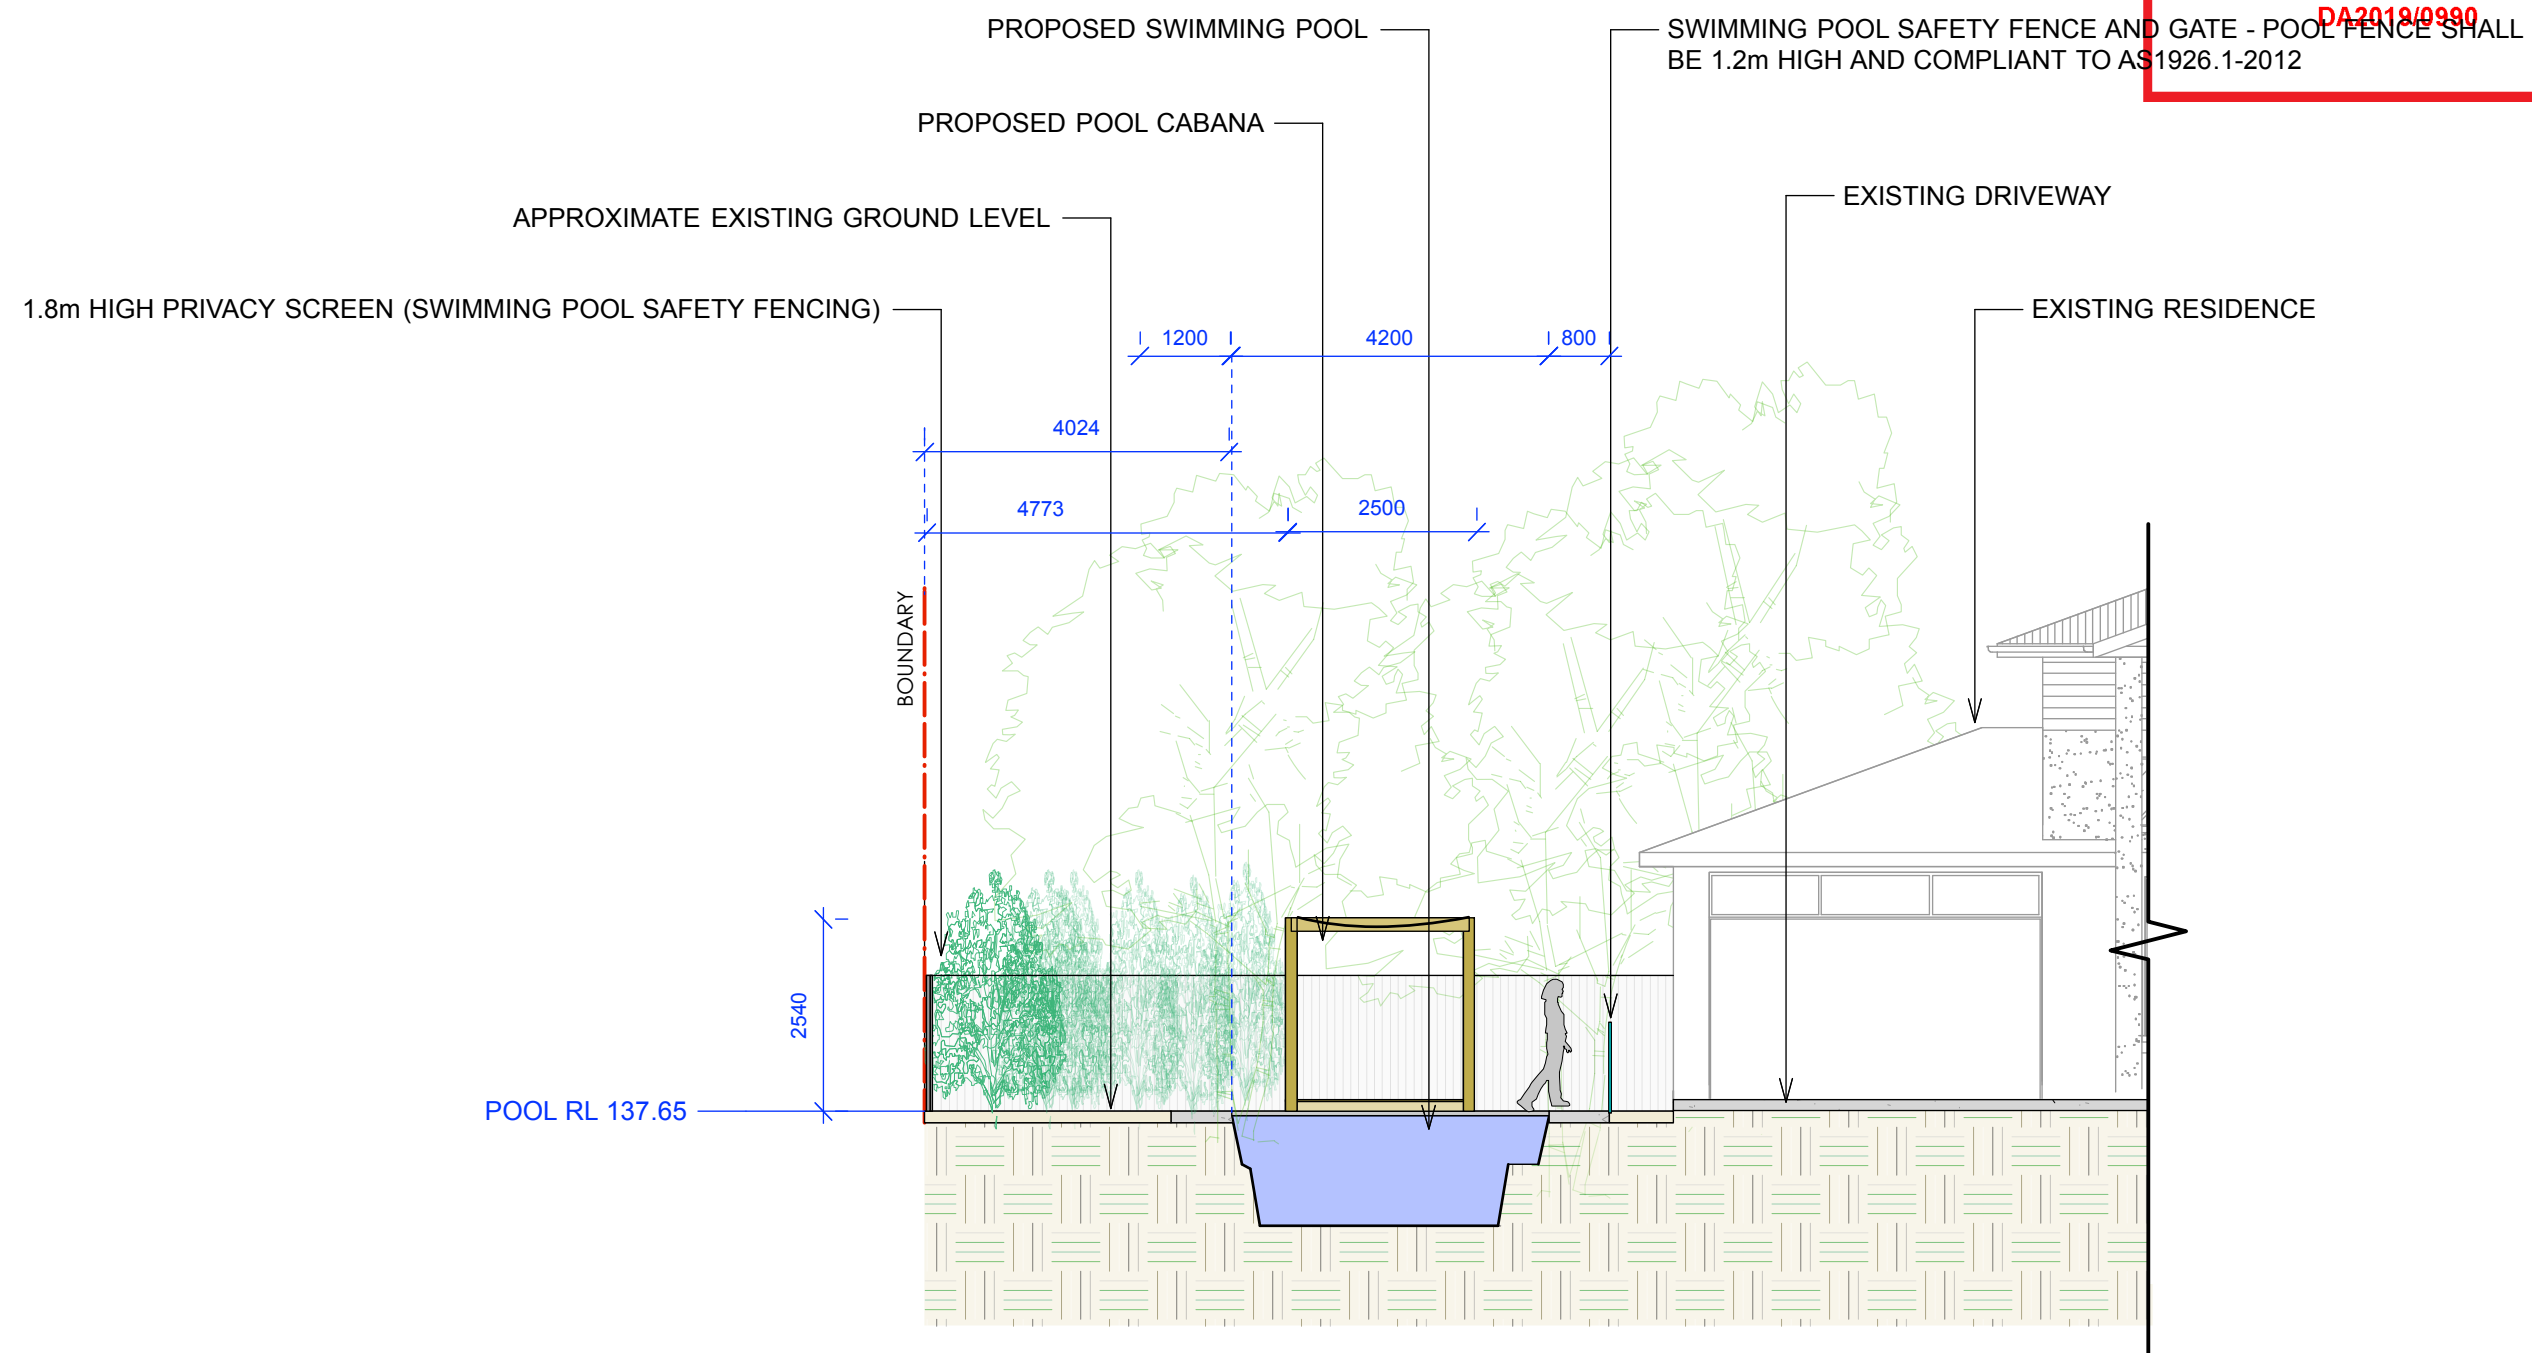 DA2019/0990
PROPOSED SWIMMING POOL
SWIMMING POOL SAFETY FENCE AND GATE - POOL FENCE SHALL
BE 1.2m HIGH AND COMPLIANT TO AS1926.1-2012
PROPOSED POOL CABANA
EXISTING DRIVEWAY
APPROXIMATE EXISTING GROUND LEVEL
1.8m HIGH PRIVACY SCREEN (SWIMMING POOL SAFETY FENCING)
EXISTING RESIDENCE
1200
4200
800
4024
4773
2500
BOUNDARY
2540
POOL RL 137.65